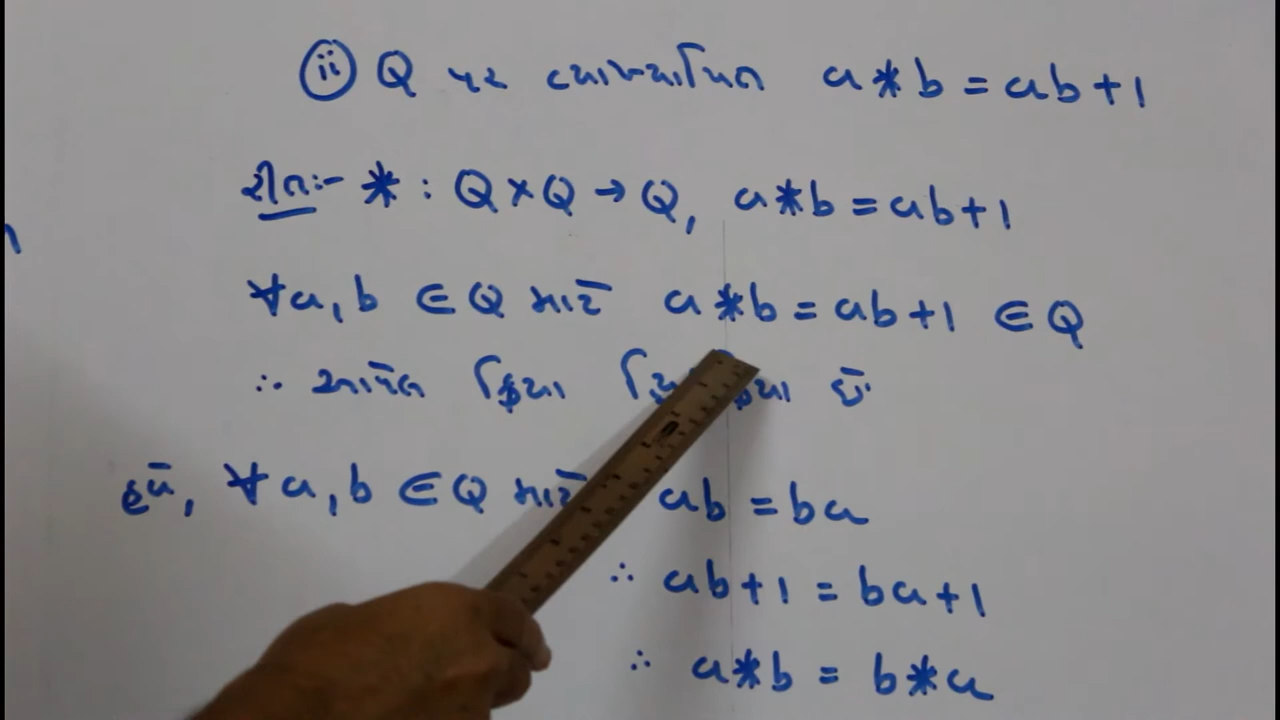 (ii) Q પર વ્યાખ્યાયિત a * b = ab + 1
રીત :- * : Q × Q → Q, a * b = ab + 1
∀ a, b ∈ Q માટે a * b = ab + 1 ∈ Q
∴ ક્રિયા છે
હવે, ∀ a, b ∈ Q માટે ab = ba
∴ ab + 1 = ba + 1
∴ a * b = b * a